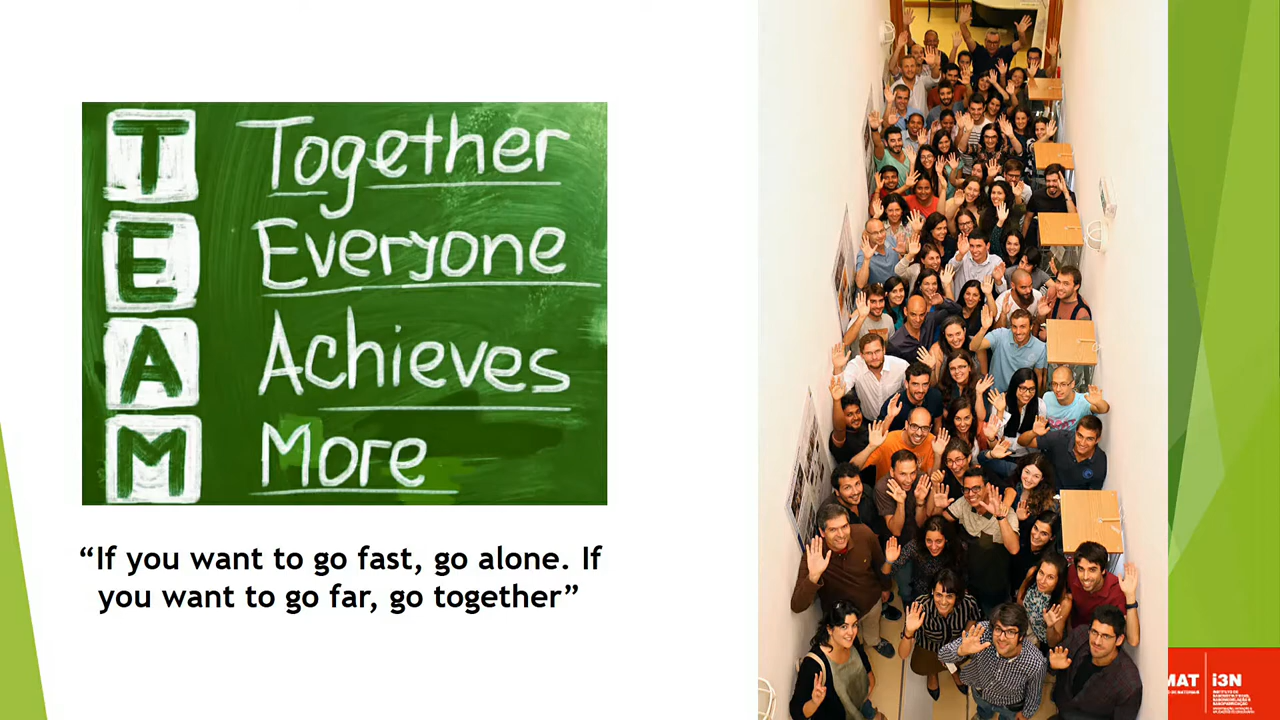 T Together
E Everyone
A Achieves
M More
“If you want to go fast, go alone. If
you want to go far, go together”
MAT i3N